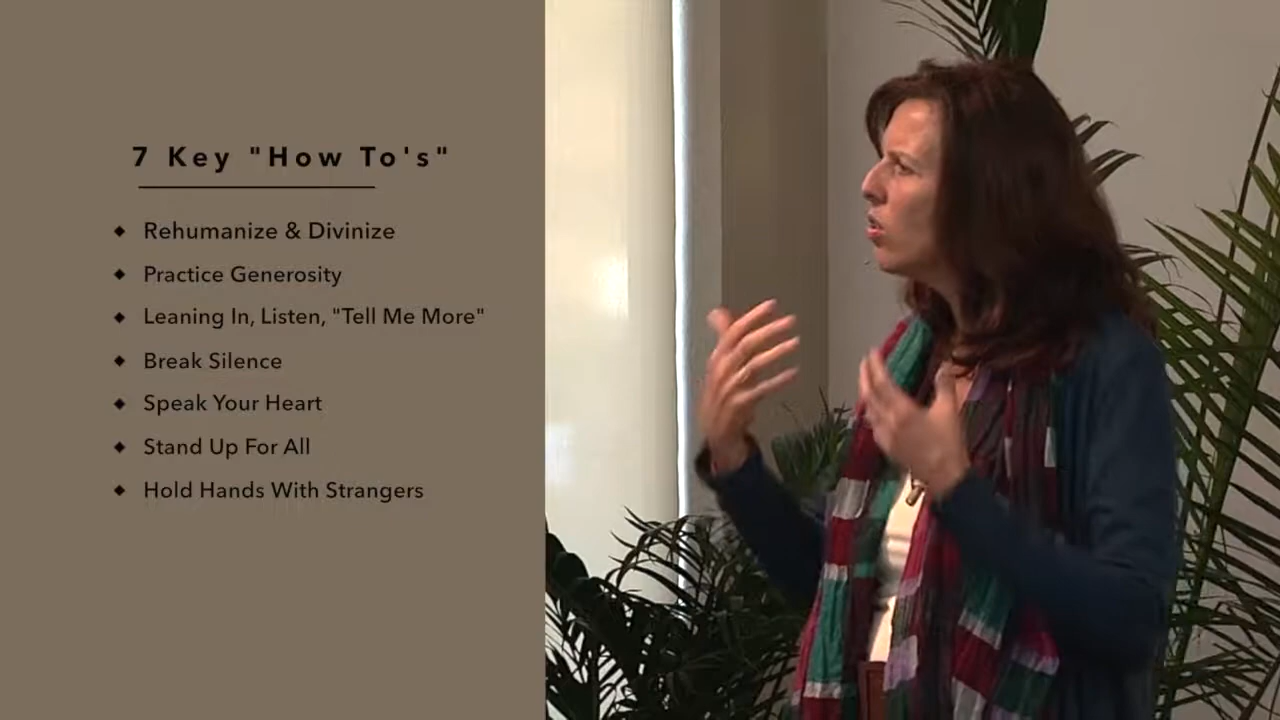 7 Key "How To's"
Rehumanize & Divinize
Practice Generosity
Leaning In, Listen, "Tell Me More"
Break Silence
Speak Your Heart
Stand Up For All
Hold Hands With Strangers